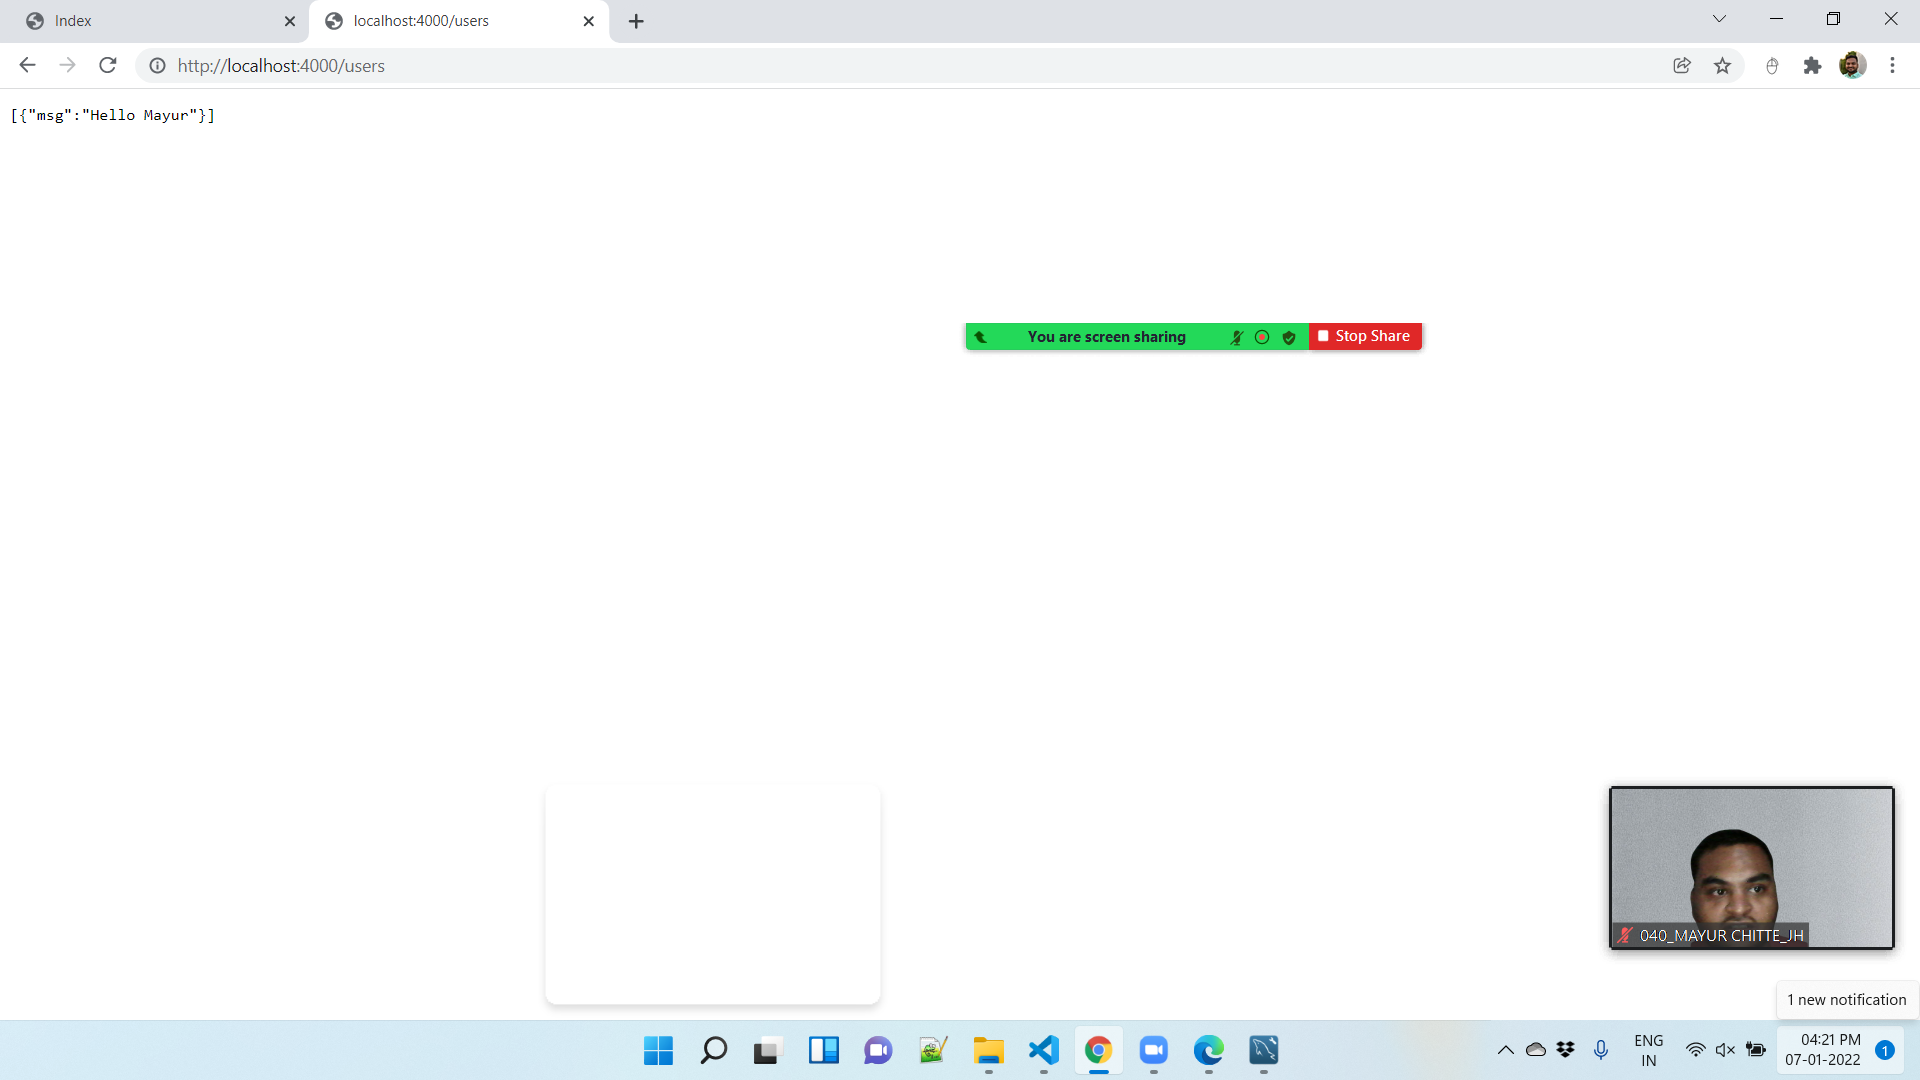 Index
localhost:4000/users
http://localhost:4000/users
[{"msg":"Hello Mayur"}]
You are screen sharing
Stop Share
040_MAYUR CHITTE_JH
1 new notification
ENG
IN
04:21 PM
07-01-2022
1